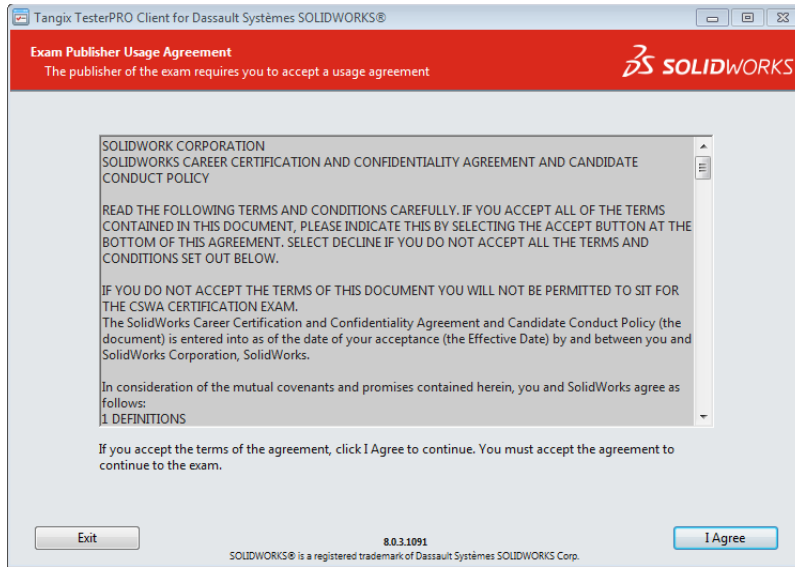 Tangix TesterPRO Client for Dassault Systèmes SOLIDWORKS®
Exam Publisher Usage Agreement
The publisher of the exam requires you to accept a usage agreement
SOLIDWORKS
SOLIDWORK CORPORATION
SOLIDWORKS CAREER CERTIFICATION AND CONFIDENTIALITY AGREEMENT AND CANDIDATE
CONDUCT POLICY
READ THE FOLLOWING TERMS AND CONDITIONS CAREFULLY. IF YOU ACCEPT ALL OF THE TERMS
CONTAINED IN THIS DOCUMENT, PLEASE INDICATE THIS BY SELECTING THE ACCEPT BUTTON AT THE
BOTTOM OF THIS AGREEMENT. SELECT DECLINE IF YOU DO NOT ACCEPT ALL THE TERMS AND
CONDITIONS SET OUT BELOW.
IF YOU DO NOT ACCEPT THE TERMS OF THIS DOCUMENT YOU WILL NOT BE PERMITTED TO SIT FOR
THE CSWA CERTIFICATION EXAM.
The SolidWorks Career Certification and Confidentiality Agreement and Candidate Conduct Policy (the
document) is entered into as of the date of your acceptance (the Effective Date) by and between you and
SolidWorks Corporation, SolidWorks.
In consideration of the mutual covenants and promises contained herein, you and SolidWorks agree as
follows:
1 DEFINITIONS
If you accept the terms of the agreement, click I Agree to continue. You must accept the agreement to
continue to the exam.
Exit
8.0.3.1091
I Agree
SOLIDWORKS® is a registered trademark of Dassault Systèmes SOLIDWORKS Corp.